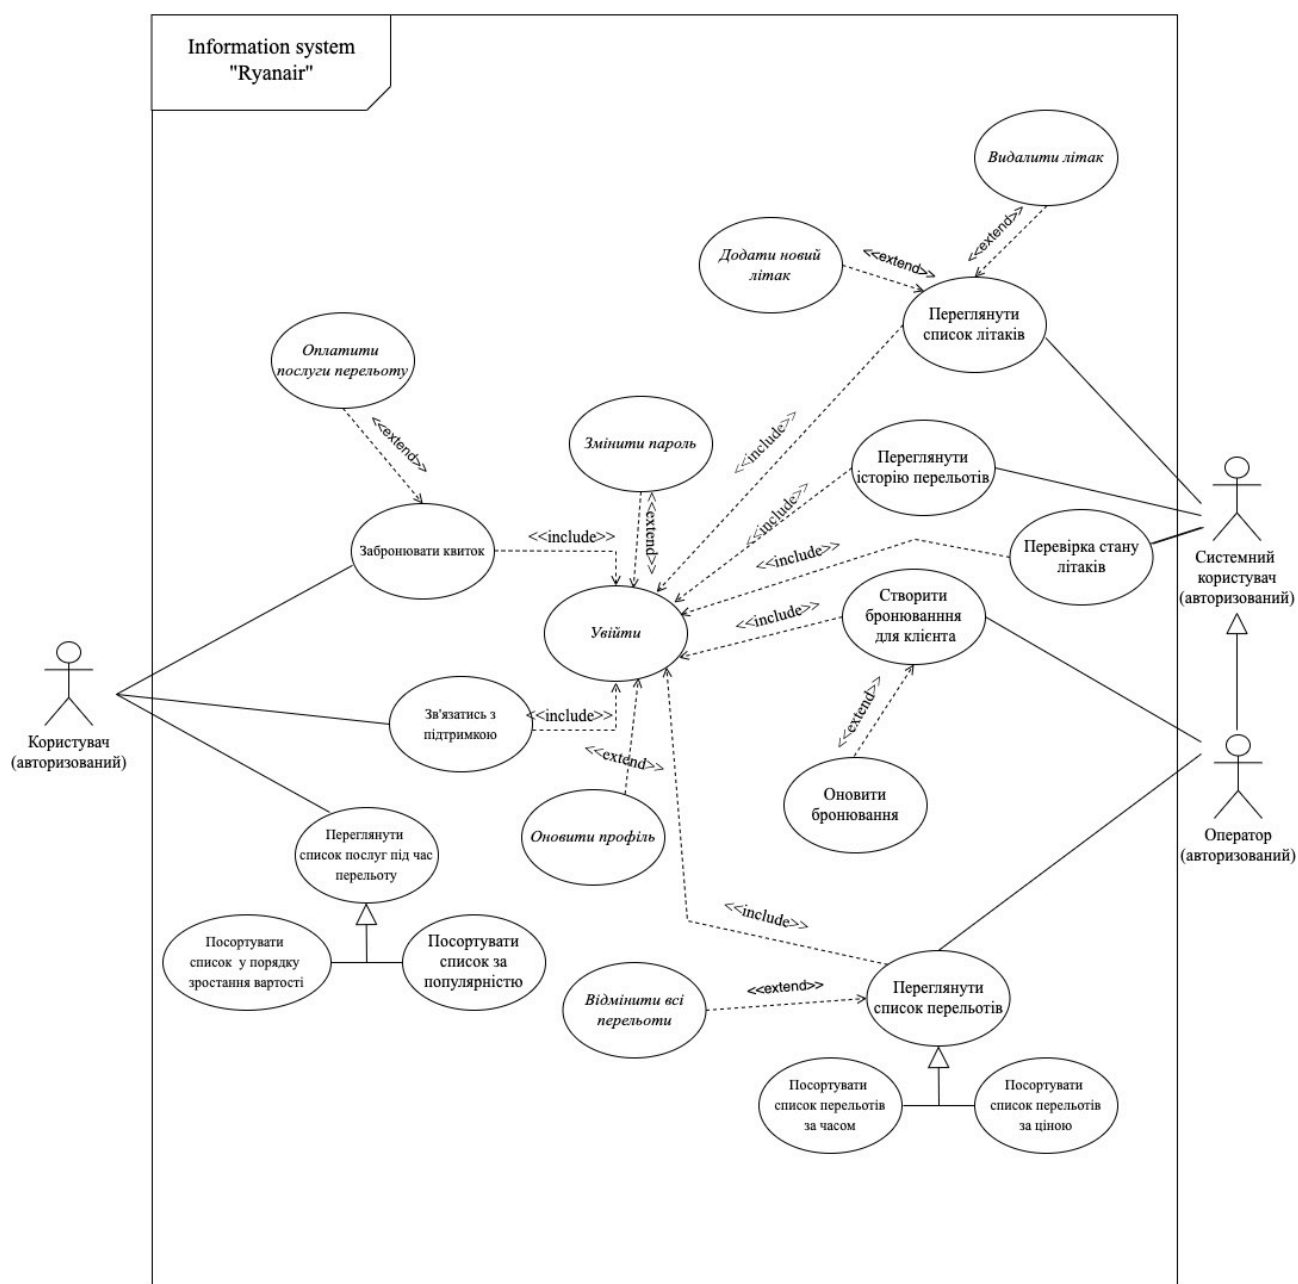 Information system
"Ryanair"
Видалити літак
<<extend>>
Додати новий
літак
<<extend>>
Переглянути
список літаків
Оплатити
послуги перельоту
<<extend>>
Змінити пароль
<<extend>>
<<include>>
Переглянути
історію перельотів
<<include>>
Забронювати квиток
<<include>>
Перевірка стану
літаків
<<include>>
Системний
користувач
(авторизований)
Створити
бронюванння
для клієнта
<<include>>
Увійти
<<extend>>
Зв'язатись з
підтримкою
<<include>>
Користувач
(авторизований)
<<extend>>
Оновити профіль
Оновити
бронювання
Оператор
(авторизований)
Переглянути
список послуг під час
перельоту
Посортувати
список у порядку
зростання вартості
Посортувати
список за
популярністю
<<include>>
Відмінити всі
перельоти
<<extend>>
Переглянути
список перельотів
Посортувати
список перельотів
за часом
Посортувати
список перельотів
за ціною